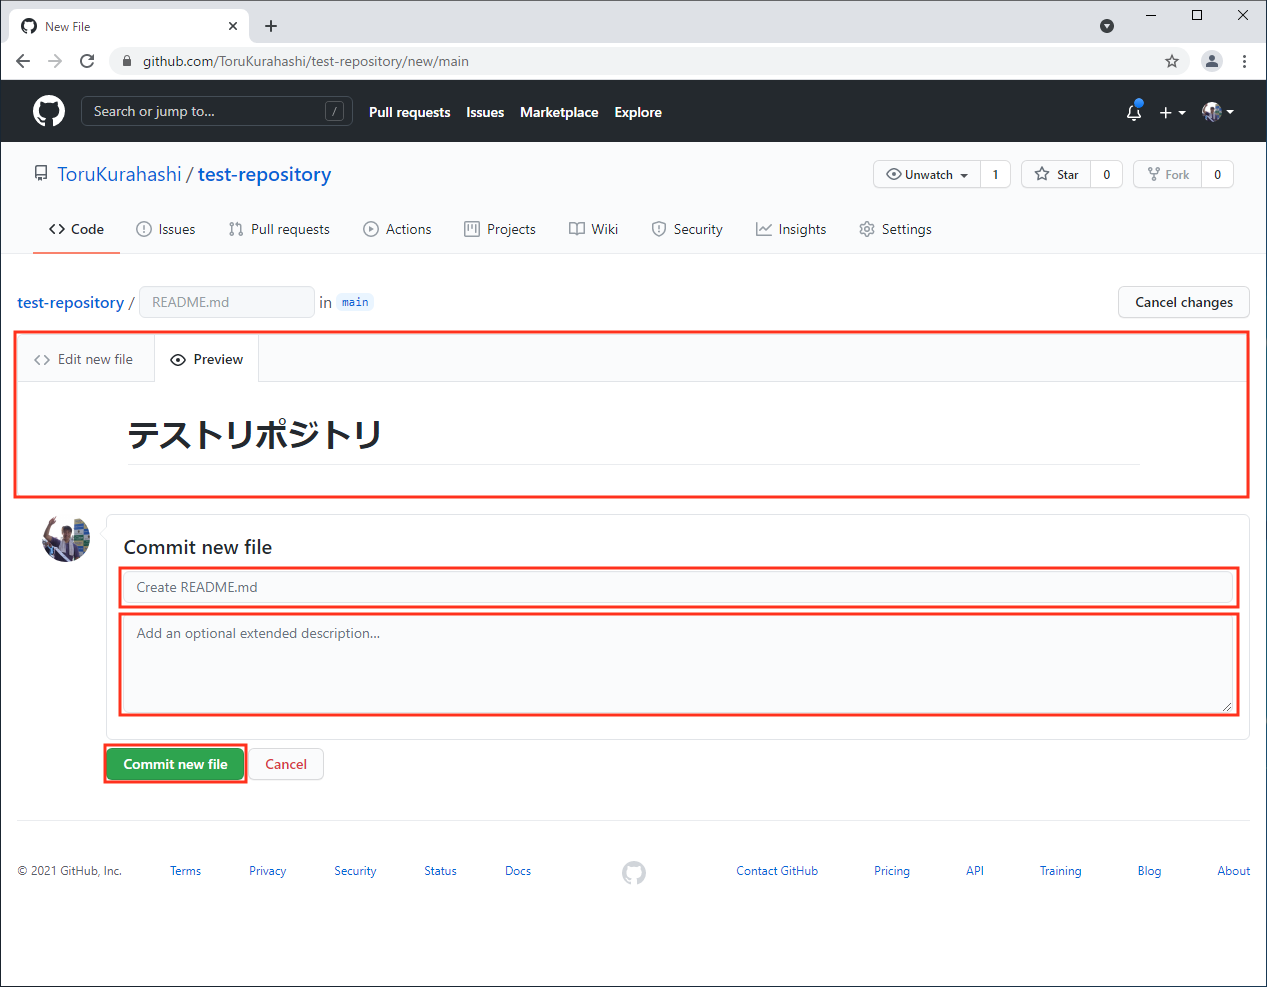 New File
github.com/ToruKurahashi/test-repository/new/main
Search or jump to... / Pull requests Issues Marketplace Explore
ToruKurahashi / test-repository Unwatch 1 Star 0 Fork 0
Code Issues Pull requests Actions Projects Wiki Security Insights Settings
test-repository / README.md in main Cancel changes
Edit new file Preview
テストリポジトリ
Commit new file
Create README.md
Add an optional extended description...
Commit new file Cancel
© 2021 GitHub, Inc. Terms Privacy Security Status Docs Contact GitHub Pricing API Training Blog About